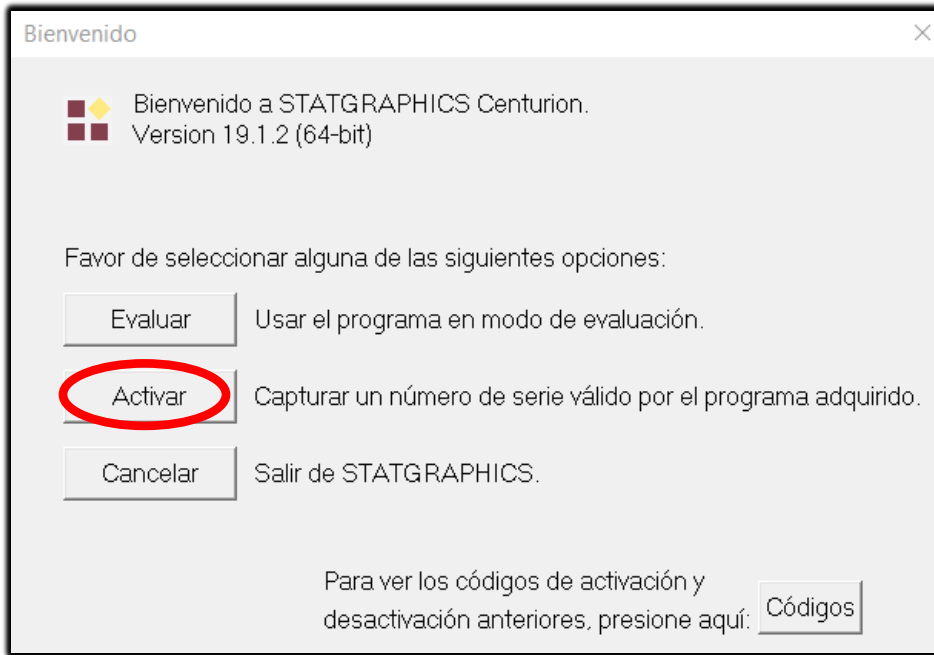 Bienvenido
Bienvenido a STATGRAPHICS Centurion.
Version 19.1.2 (64-bit)
Favor de seleccionar alguna de las siguientes opciones:
Evaluar Usar el programa en modo de evaluación.
Activar Capturar un número de serie válido por el programa adquirido.
Cancelar Salir de STATGRAPHICS.
Para ver los códigos de activación y
desactivación anteriores, presione aquí: Códigos